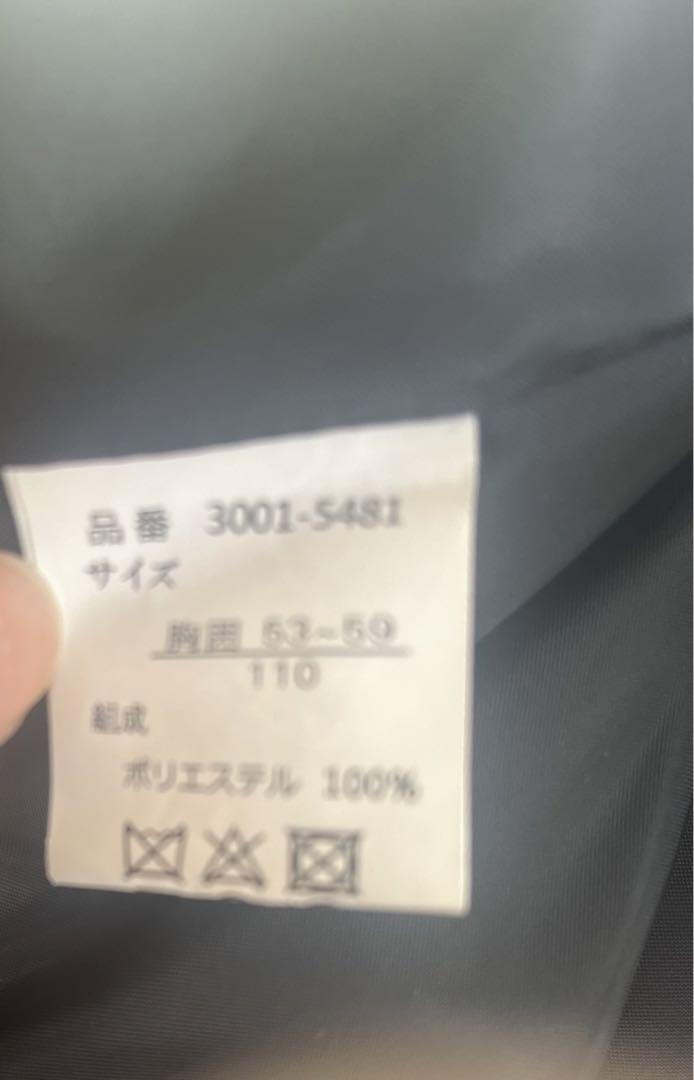 品番 3001-5481
サイズ
胸囲 53~59
110
組成
ポリエステル 100%